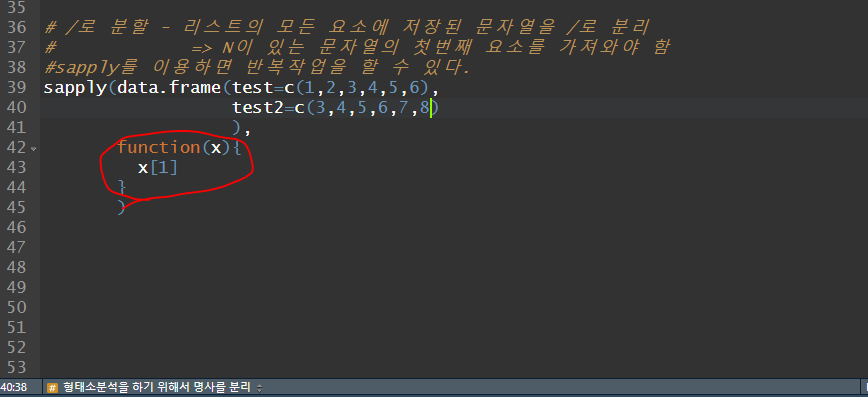 35
36 # /로 분할 - 리스트의 모든 요소에 저장된 문자열을 /로 분리
37 # => N이 있는 문자열의 첫번째 요소를 가져와야 함
38 #sapply를 이용하면 반복작업을 할 수 있다.
39 sapply(data.frame(test=c(1,2,3,4,5,6),
40 test2=c(3,4,5,6,7,8)
41 ),
42 function(x){
43 x[1]
44 }
45 )
46
47
48
49
50
51
52
53
40:38 # 형태소분석을 하기 위해서 명사를 분리